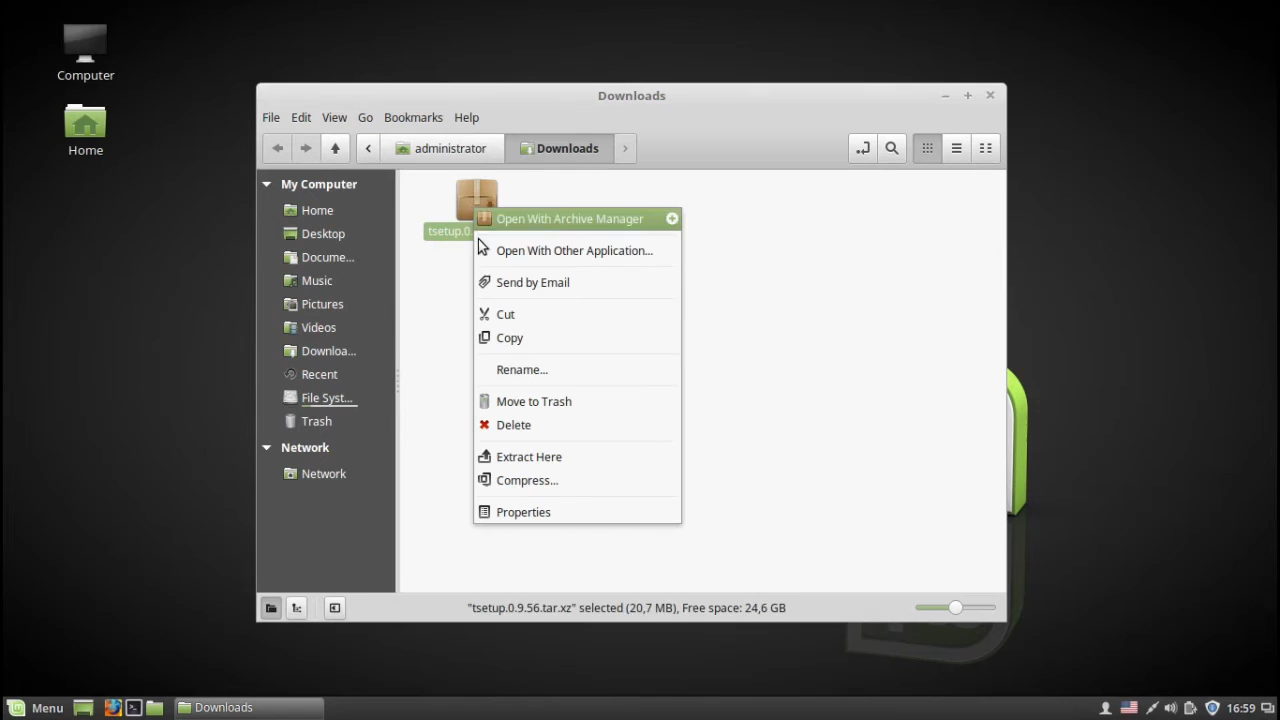 Computer
Home
Downloads
File Edit View Go Bookmarks Help
administrator Downloads
My Computer
Home
Desktop
Docume...
Music
Pictures
Videos
Downloa...
Recent
File Syst...
Trash
Network
Network
tsetup.0.
Open With Archive Manager
Open With Other Application...
Send by Email
Cut
Copy
Rename...
Move to Trash
Delete
Extract Here
Compress...
Properties
"tsetup.0.9.56.tar.xz" selected (20,7 MB), Free space: 24,6 GB
Menu Downloads 16:59